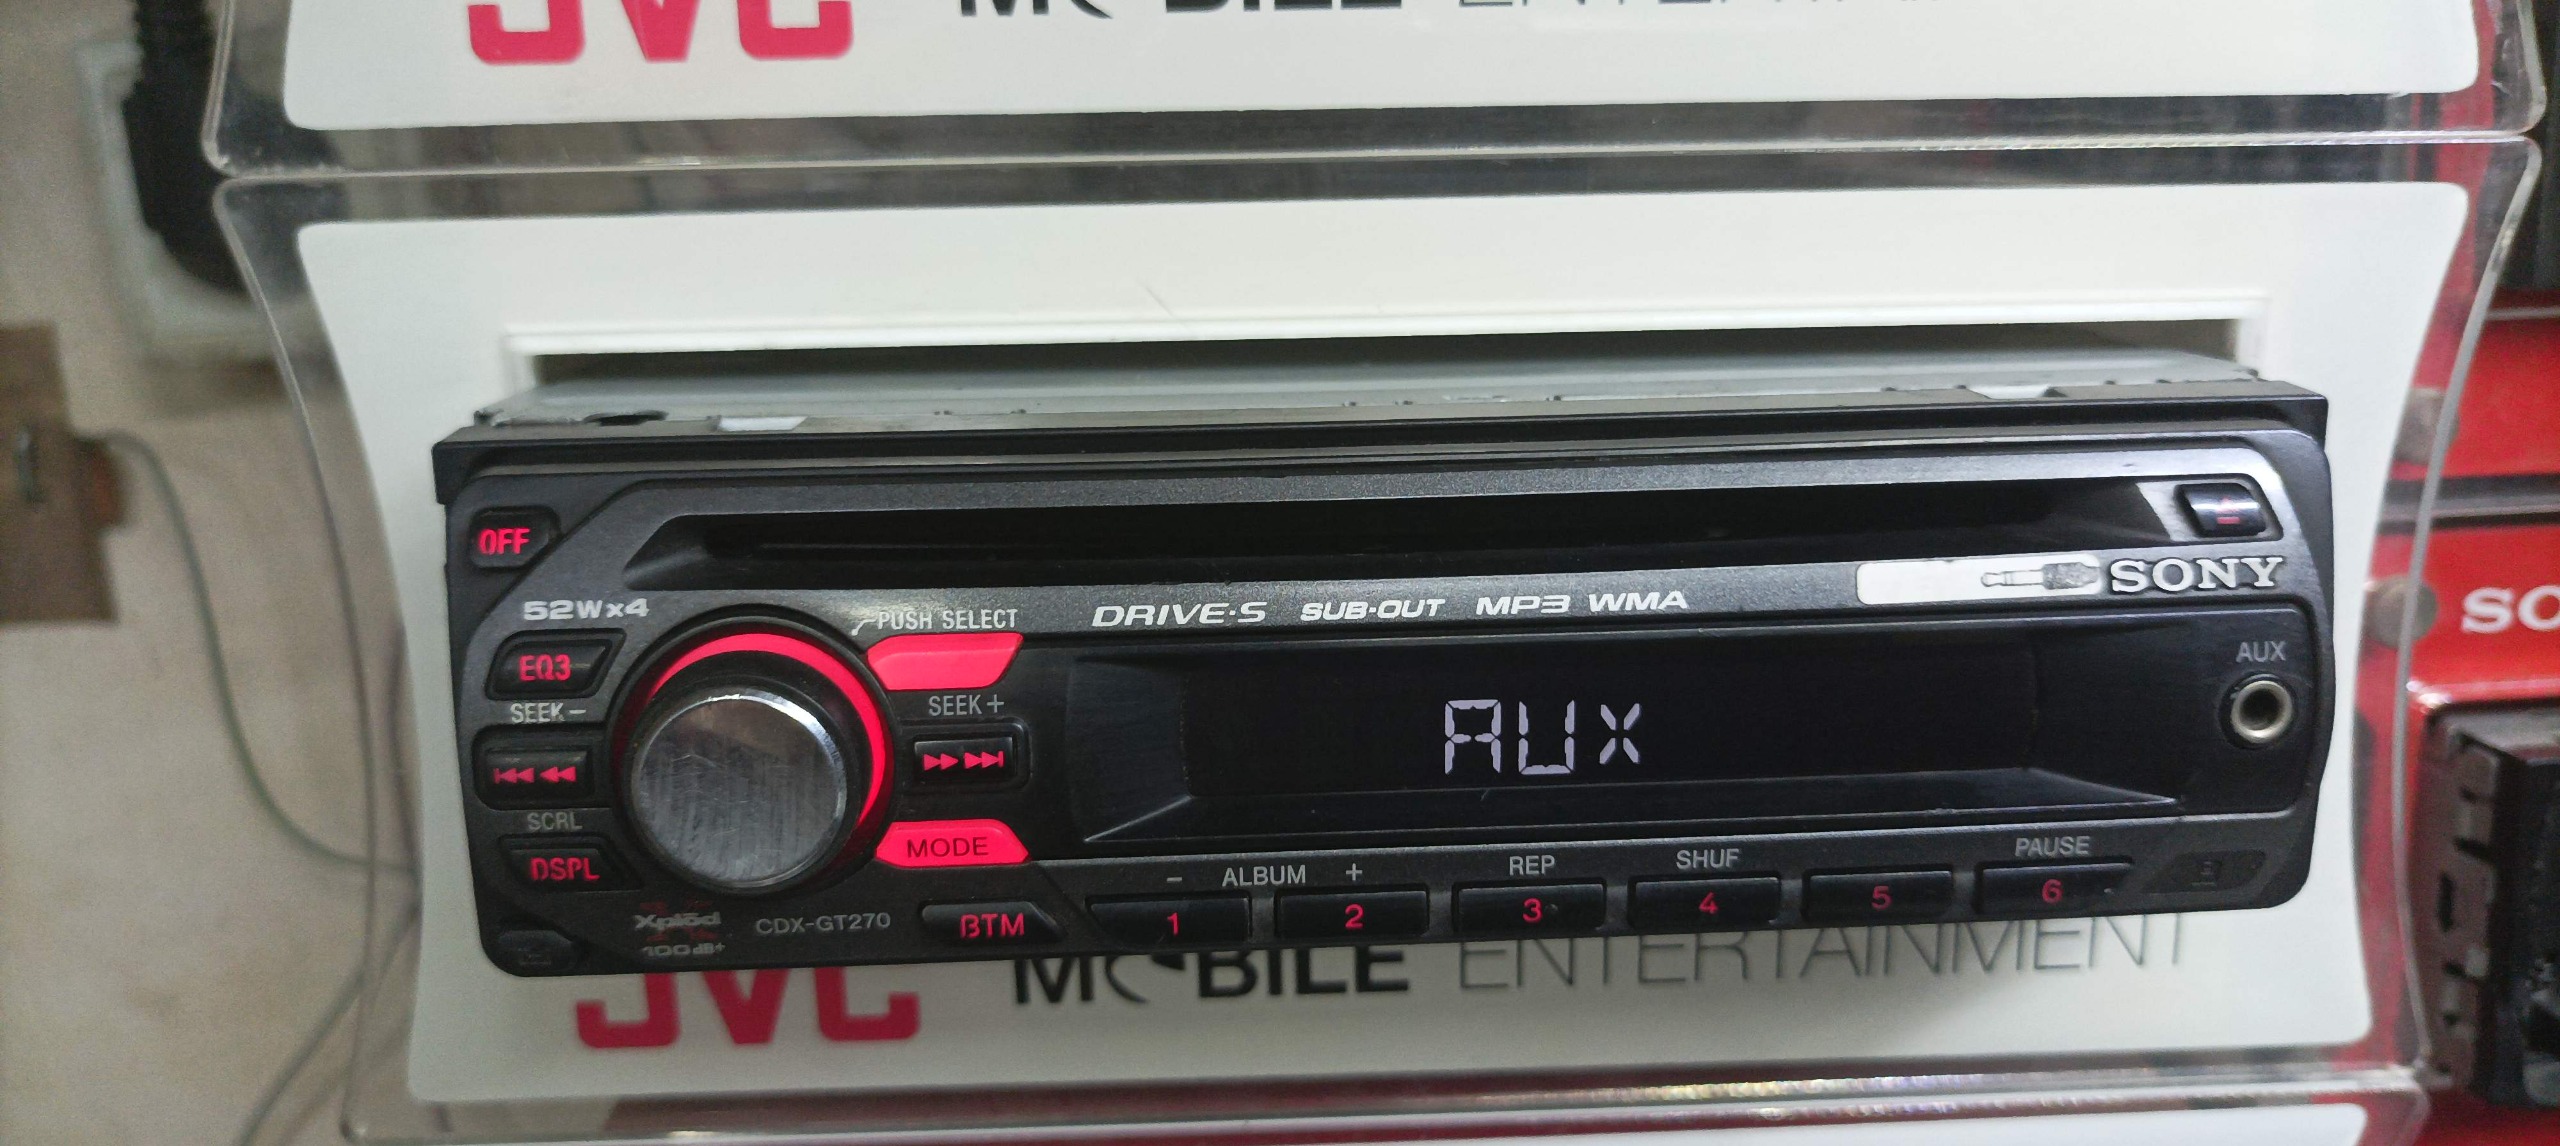 JVC MOBILE ENTERTAINMENT
OFF
SONY
52Wx4
PUSH SELECT
DRIVE·S SUB-OUT MP3 WMA
EQ3
AUX
SEEK -
SEEK +
AUX
SO
SCRL
MODE
DSPL
- ALBUM +
REP
SHUF
PAUSE
Xplōd
100dB+
CDX-GT270
BTM
1
2
3
4
5
6
JVC MOBILE ENTERTAINMENT